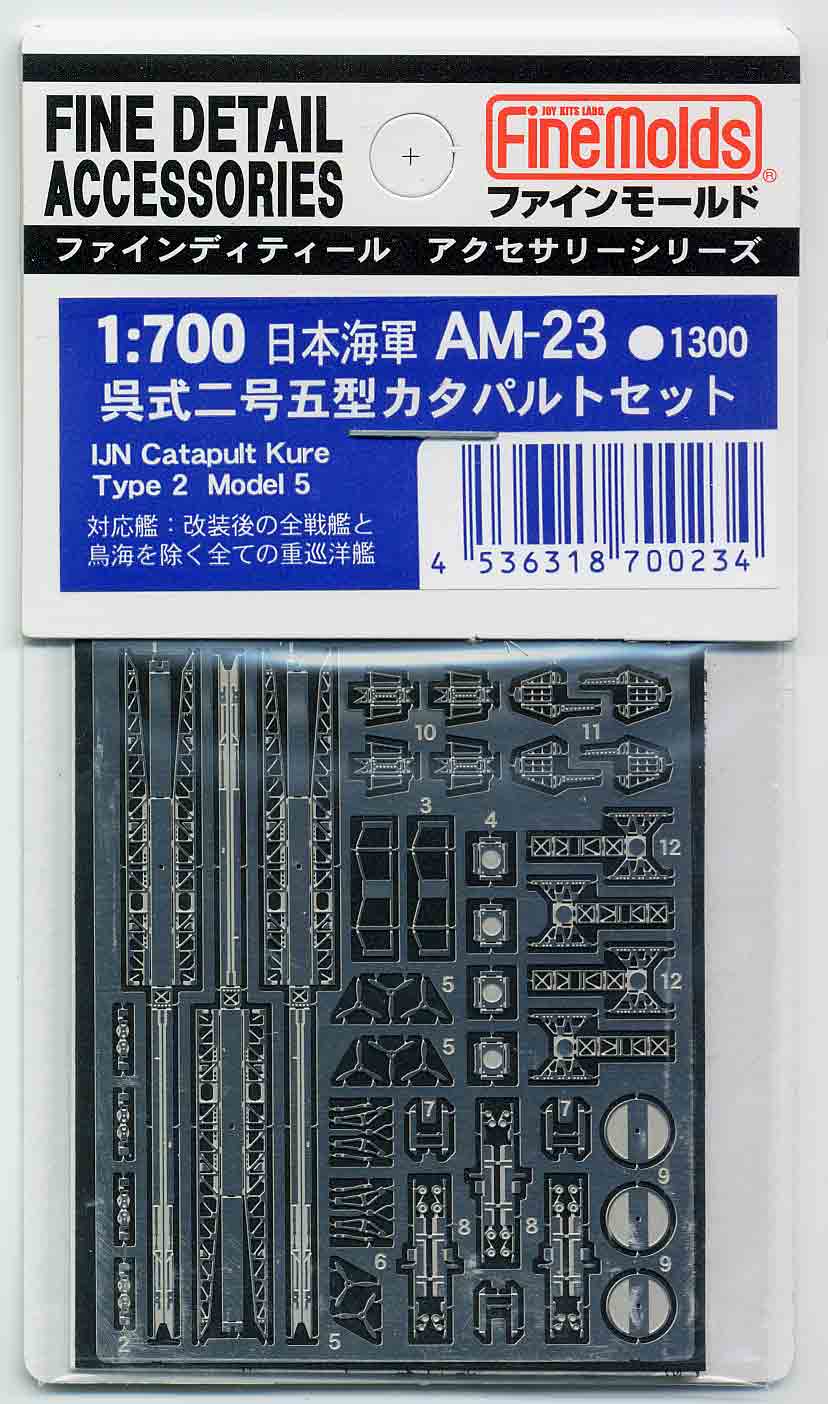 FINE DETAIL
ACCESSORIES
JOY KITS LABO.
FineMolds®
ファインモールド
ファインディティール アクセサリーシリーズ
1:700 日本海軍 AM-23 ●1300
呉式二号五型カタパルトセット
IJN Catapult Kure
Type 2 Model 5
対応艦：改装後の全戦艦と
鳥海を除く全ての重巡洋艦
4 536318 700234
10 11
3 4
12
5 12
5
7 7
9
8 8
6
9
2 5